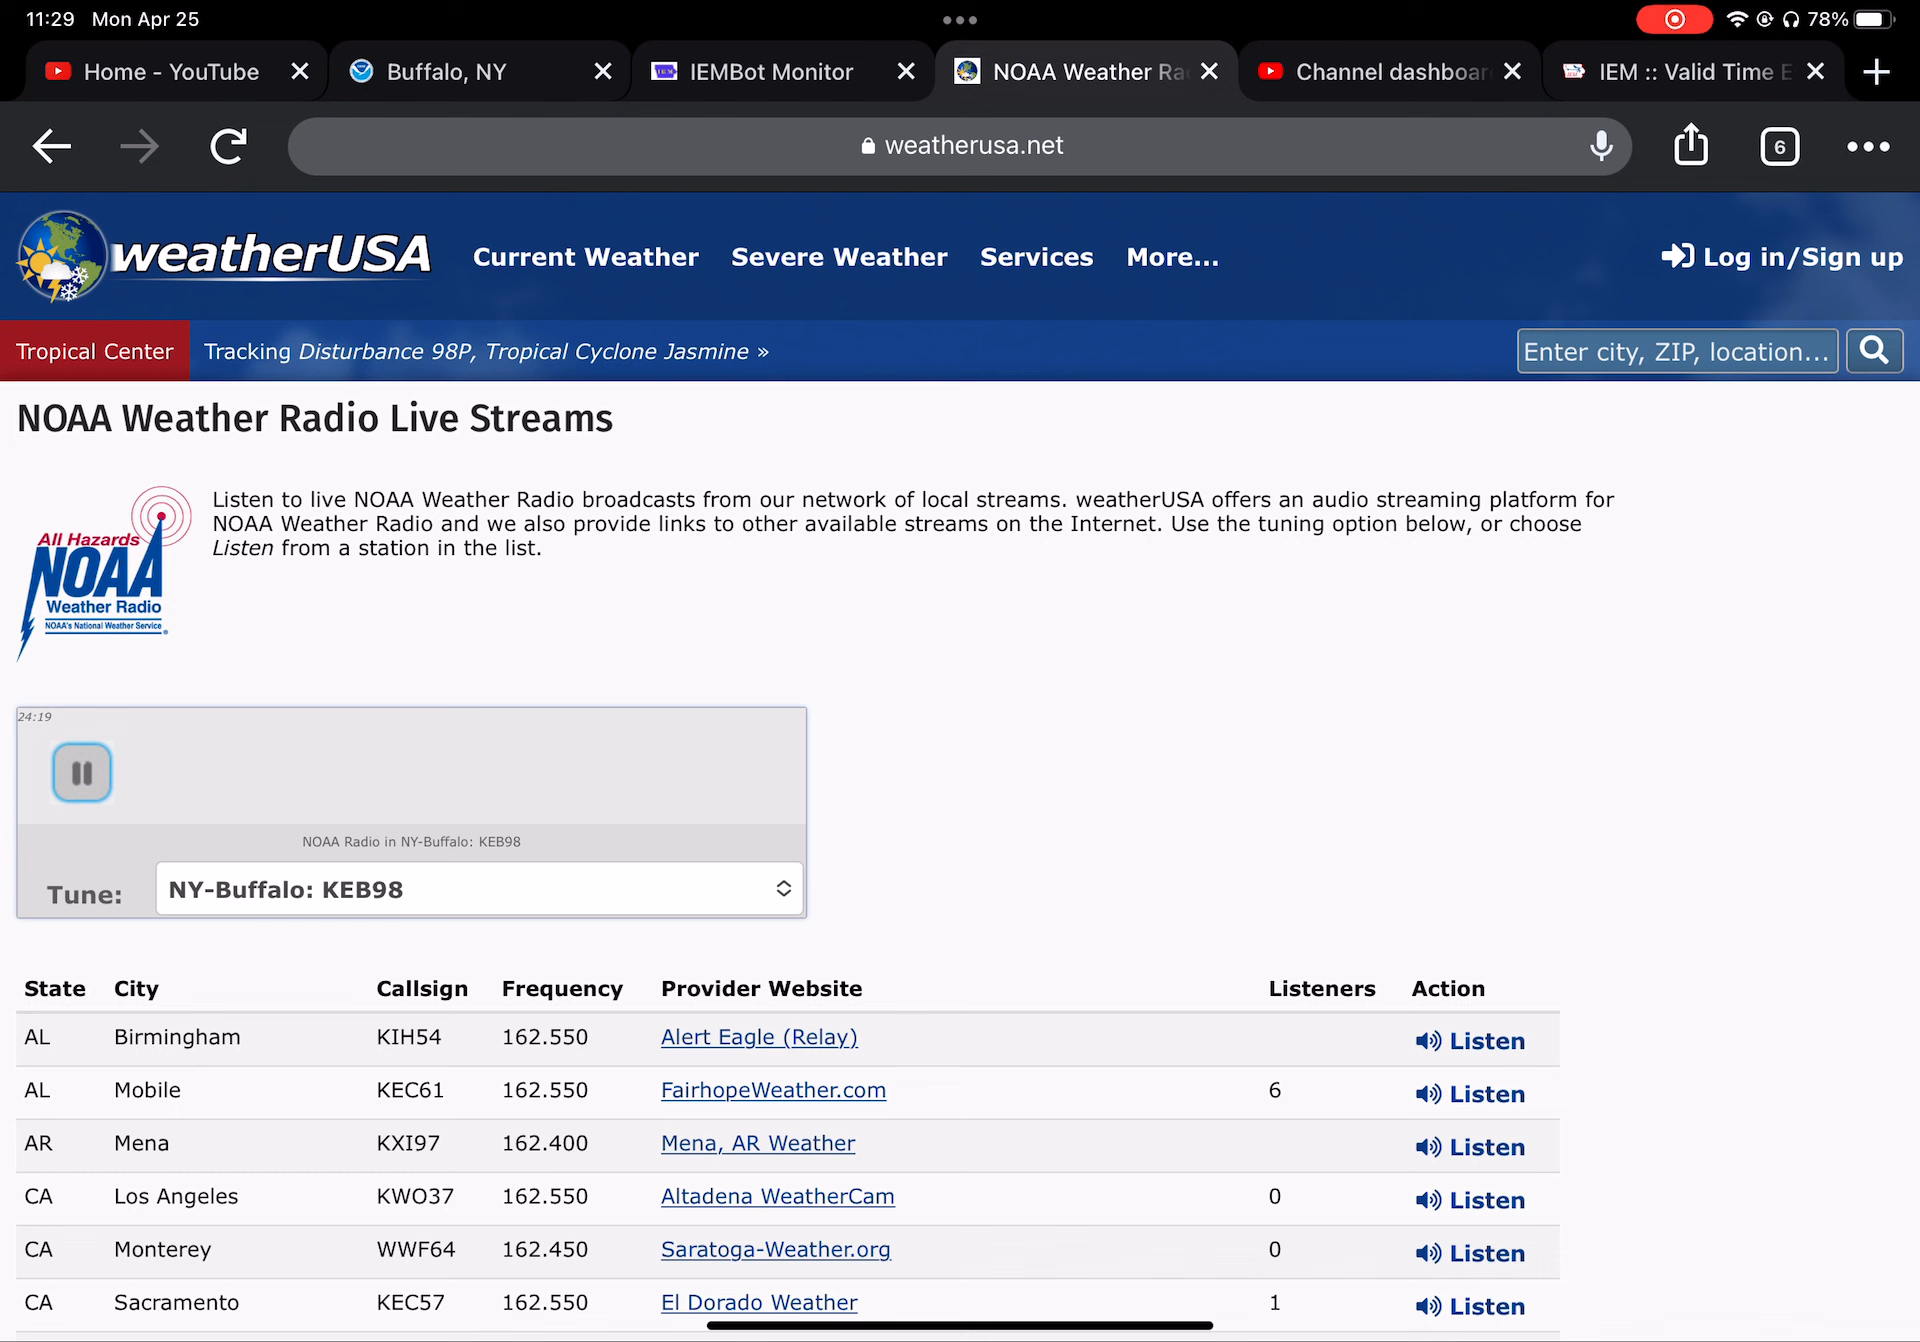 11:29 Mon Apr 25
78%
Home - YouTube
Buffalo, NY
IEMBot Monitor
NOAA Weather Ra
Channel dashboar
IEM :: Valid Time E
weatherusa.net
6
weatherUSA
Current Weather
Severe Weather
Services
More...
Log in/Sign up
Tropical Center
Tracking Disturbance 98P, Tropical Cyclone Jasmine »
Enter city, ZIP, location...
NOAA Weather Radio Live Streams
All Hazards
NOAA
Weather Radio
NOAA's National Weather Service
Listen to live NOAA Weather Radio broadcasts from our network of local streams. weatherUSA offers an audio streaming platform for
NOAA Weather Radio and we also provide links to other available streams on the Internet. Use the tuning option below, or choose
Listen from a station in the list.
24:19
NOAA Radio in NY-Buffalo: KEB98
Tune: NY-Buffalo: KEB98
State City Callsign Frequency Provider Website Listeners Action
AL Birmingham KIH54 162.550 Alert Eagle (Relay) Listen
AL Mobile KEC61 162.550 FairhopeWeather.com 6 Listen
AR Mena KXI97 162.400 Mena, AR Weather Listen
CA Los Angeles KWO37 162.550 Altadena WeatherCam 0 Listen
CA Monterey WWF64 162.450 Saratoga-Weather.org 0 Listen
CA Sacramento KEC57 162.550 El Dorado Weather 1 Listen